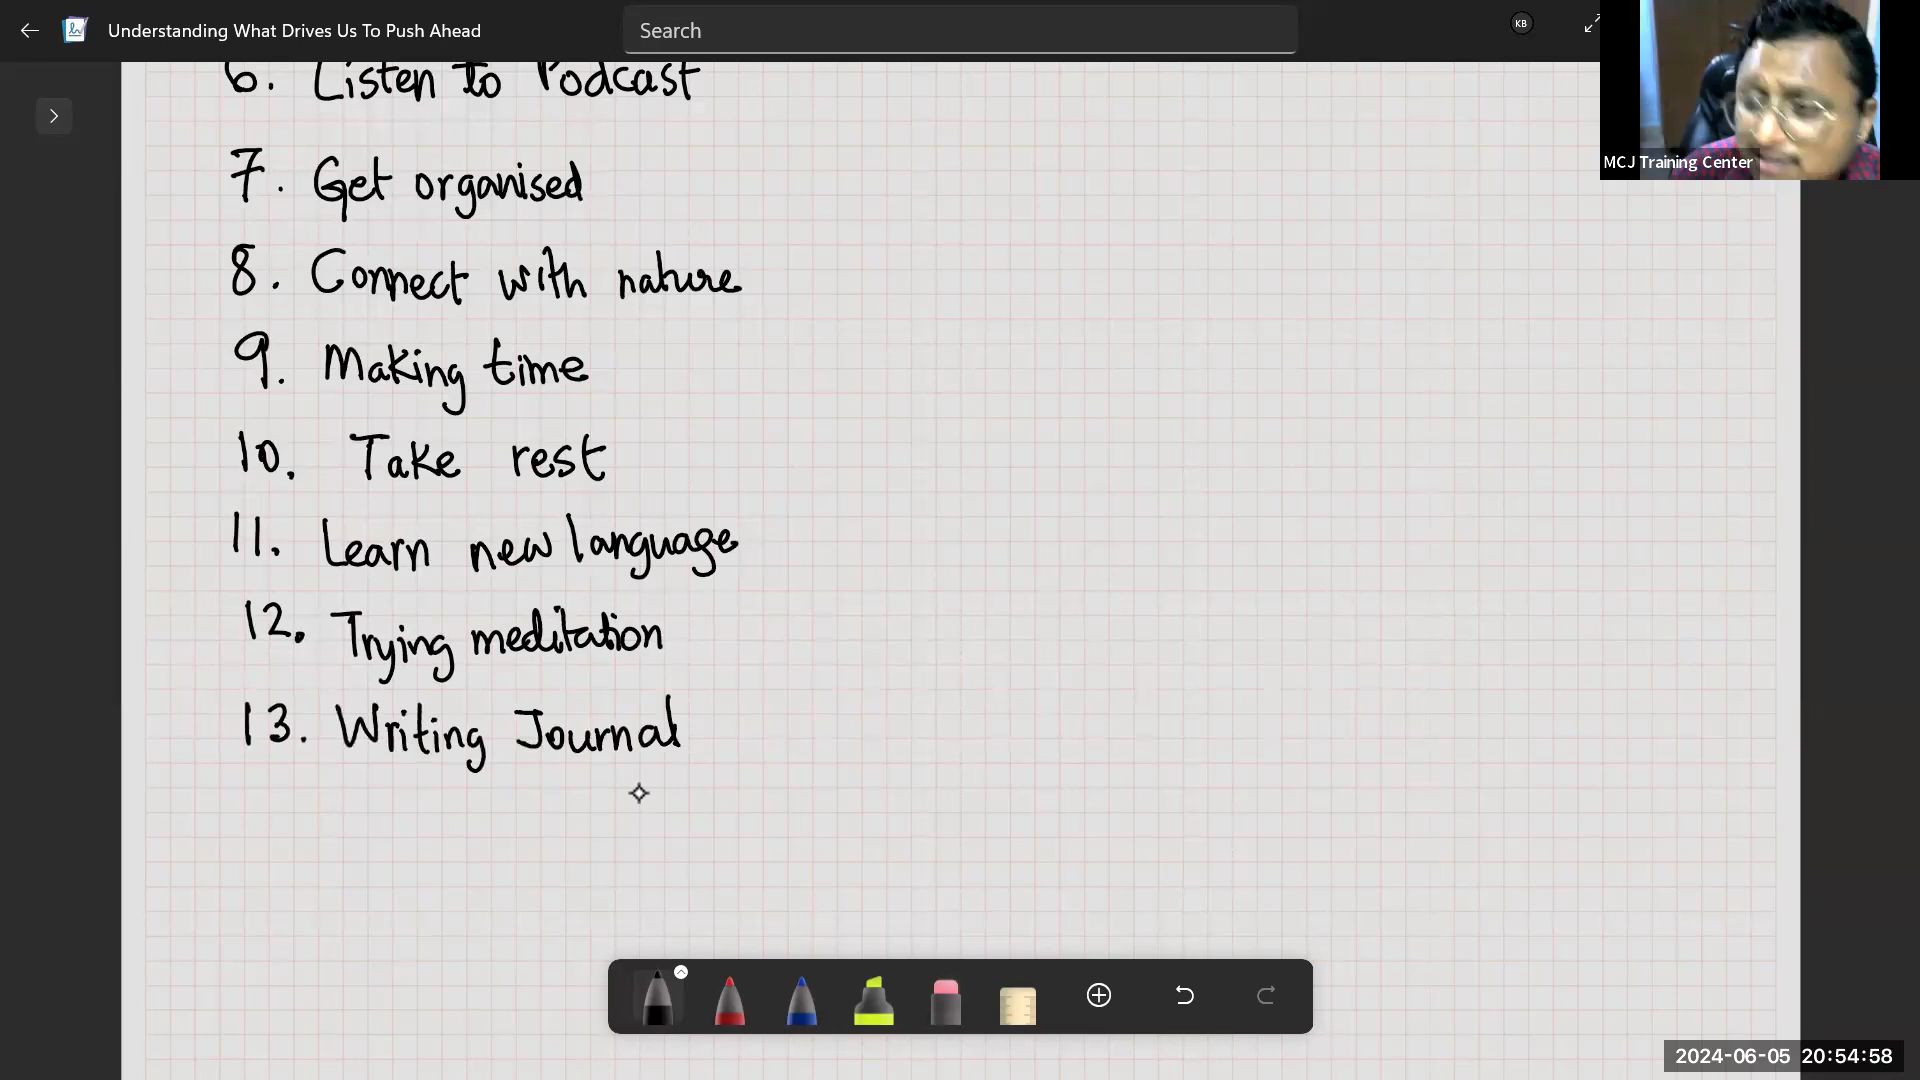 Understanding What Drives Us To Push Ahead
Search
KB
MCJ Training Center
6. Listen to Podcast
7. Get organised
8. Connect with nature
9. Making time
10. Take rest
11. Learn new language
12. Trying meditation
13. Writing Journal
2024-06-05 20:54:58